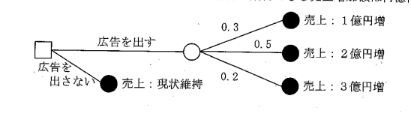 0.3
売上：1億円増
広告を出す
0.5
売上：2億円増
広告を
出さない
売上：現状維持
0.2
売上：3億円増